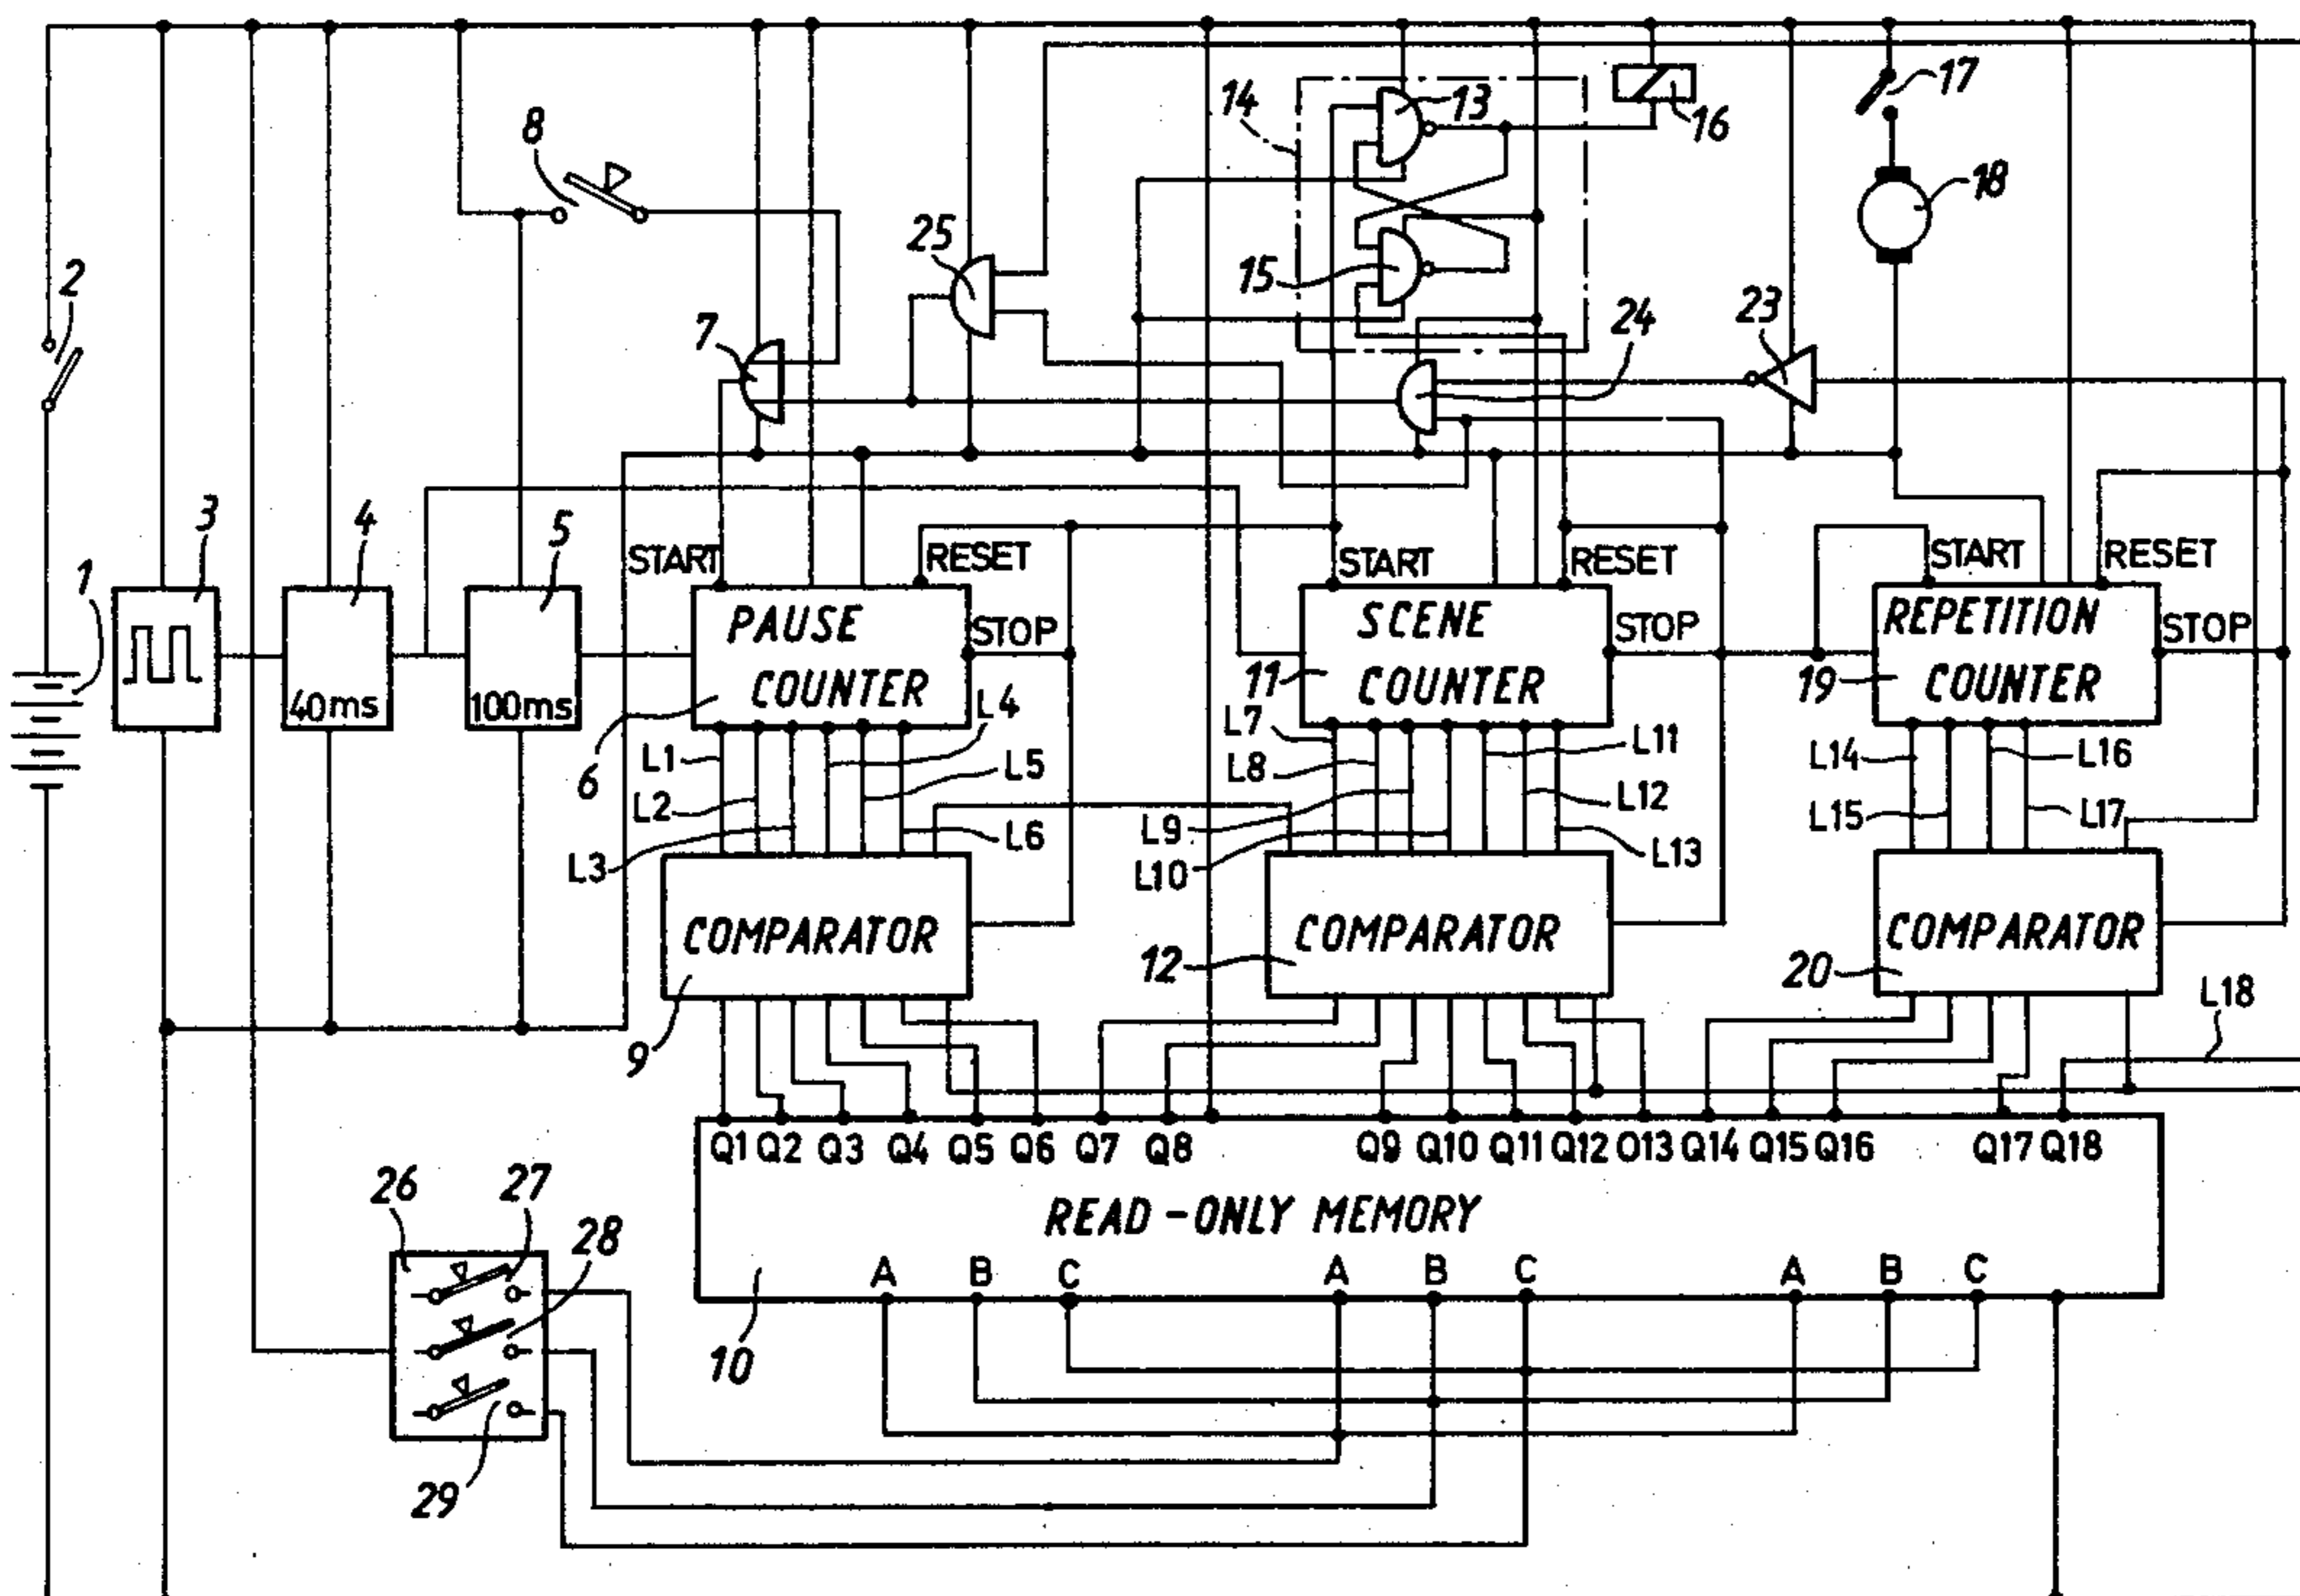 13
17
14
16
8
18
25
15
2
24
23
7
3
4
5
1
START
RESET
START
RESET
START
RESET
PAUSE
COUNTER
STOP
SCENE
COUNTER
STOP
REPETITION
COUNTER
STOP
40ms
100ms
6
11
19
L1
L2
L3
L4
L5
L6
L7
L8
L9
L10
L11
L12
L13
L14
L15
L16
L17
COMPARATOR
COMPARATOR
COMPARATOR
9
12
20
L18
Q1 Q2 Q3 Q4 Q5 Q6 Q7 Q8 Q9 Q10 Q11 Q12 O13 Q14 Q15 Q16 Q17 Q18
READ-ONLY MEMORY
A B C A B C A B C
10
26
27
28
29